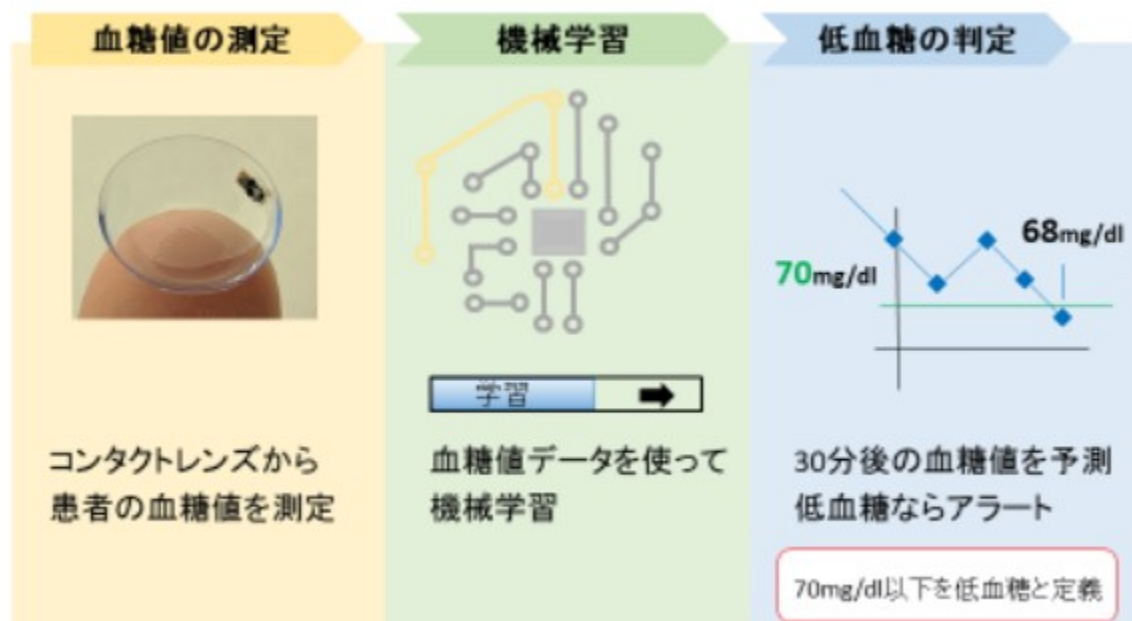 血糖値の測定
機械学習
低血糖の判定
68mg/dl
70mg/dl
学習
コンタクトレンズから
患者の血糖値を測定
血糖値データを使って
機械学習
30分後の血糖値を予測
低血糖ならアラート
70mg/dl以下を低血糖と定義